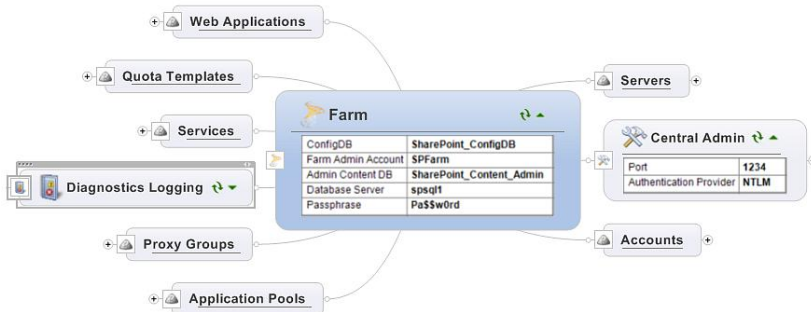 Web Applications
Quota Templates
Services
Diagnostics Logging
Proxy Groups
Application Pools
Farm
ConfigDB SharePoint_ConfigDB
Farm Admin Account SPFarm
Admin Content DB SharePoint_Content_Admin
Database Server spsql1
Passphrase Pa$$w0rd
Servers
Central Admin
Port 1234
Authentication Provider NTLM
Accounts